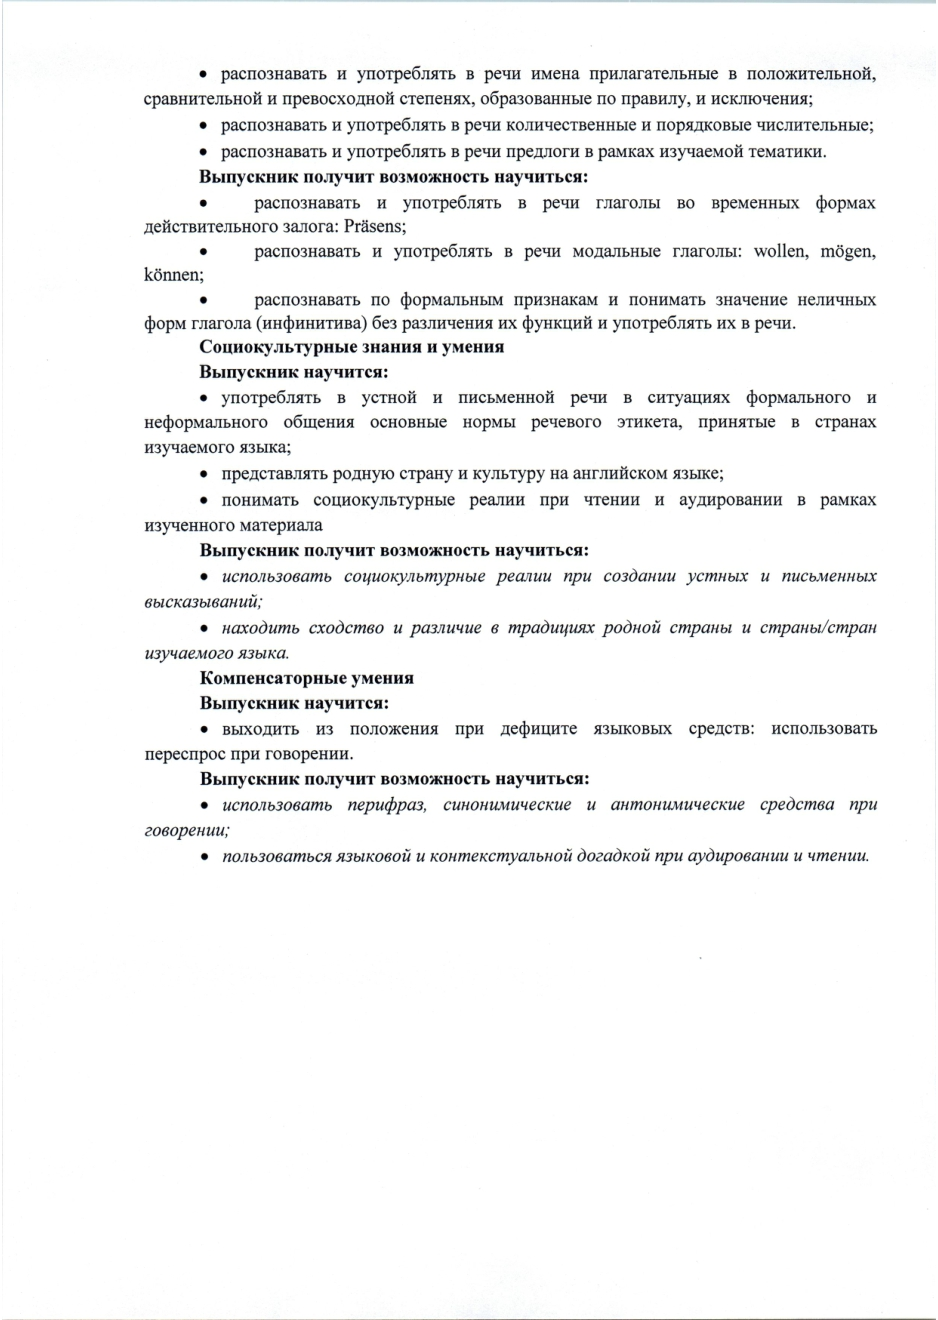 • распознавать и употреблять в речи имена прилагательные в положительной,
сравнительной и превосходной степенях, образованные по правилу, и исключения;
• распознавать и употреблять в речи количественные и порядковые числительные;
• распознавать и употреблять в речи предлоги в рамках изучаемой тематики.
Выпускник получит возможность научиться:
• распознавать и употреблять в речи глаголы во временных формах
действительного залога: Präsens;
• распознавать и употреблять в речи модальные глаголы: wollen, mögen,
können;
• распознавать по формальным признакам и понимать значение неличных
форм глагола (инфинитива) без различения их функций и употреблять их в речи.
Социокультурные знания и умения
Выпускник научится:
• употреблять в устной и письменной речи в ситуациях формального и
неформального общения основные нормы речевого этикета, принятые в странах
изучаемого языка;
• представлять родную страну и культуру на английском языке;
• понимать социокультурные реалии при чтении и аудировании в рамках
изученного материала
Выпускник получит возможность научиться:
• использовать социокультурные реалии при создании устных и письменных
высказываний;
• находить сходство и различие в традициях родной страны и страны/стран
изучаемого языка.
Компенсаторные умения
Выпускник научится:
• выходить из положения при дефиците языковых средств: использовать
переспрос при говорении.
Выпускник получит возможность научиться:
• использовать перифраз, синонимические и антонимические средства при
говорении;
• пользоваться языковой и контекстуальной догадкой при аудировании и чтении.